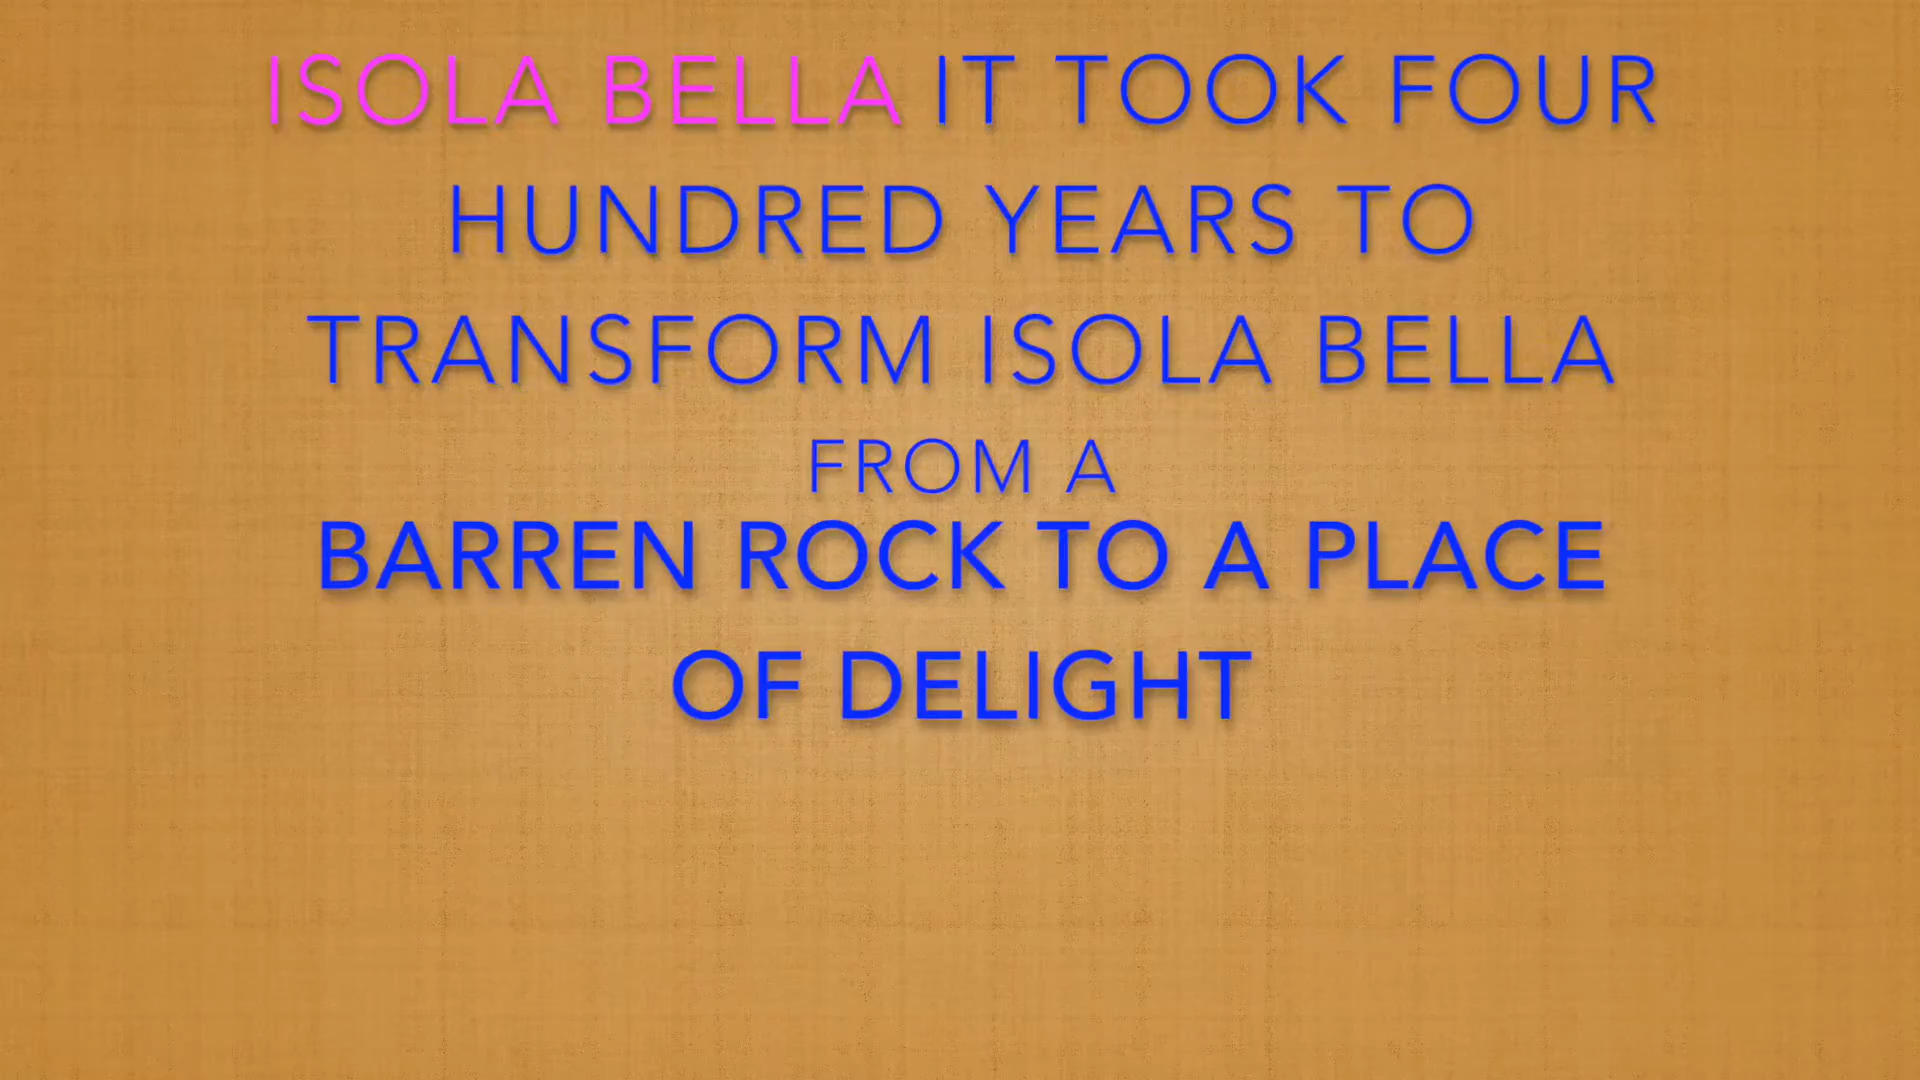 ISOLA BELLA IT TOOK FOUR
HUNDRED YEARS TO
TRANSFORM ISOLA BELLA
FROM A
BARREN ROCK TO A PLACE
OF DELIGHT